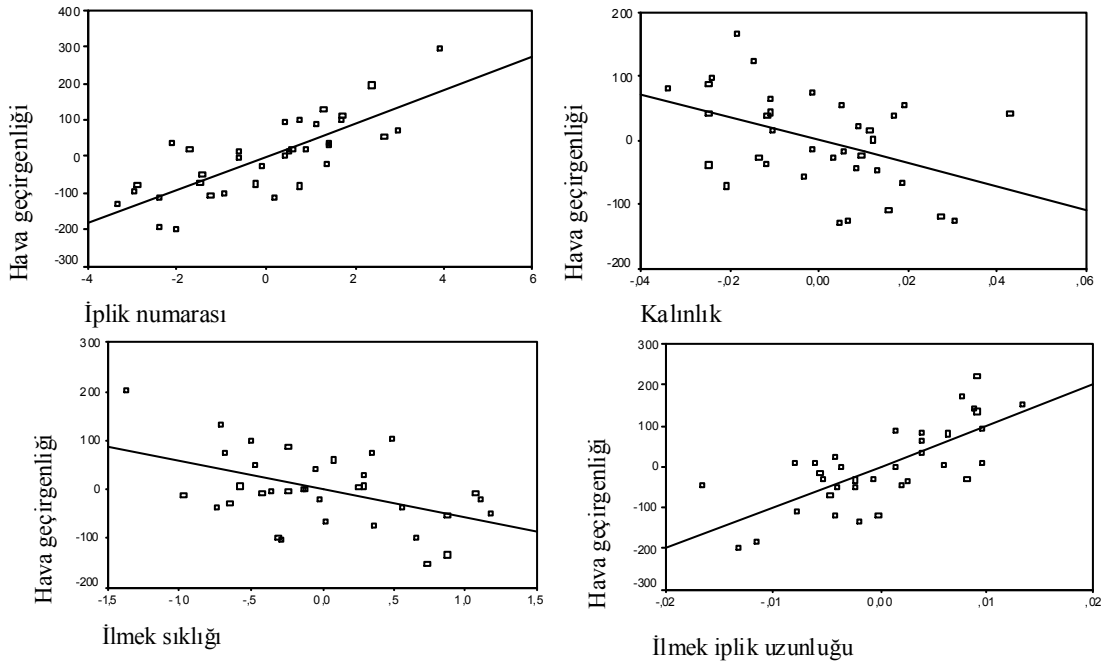 400
300
200
100
0
-100
-200
-300
-4 -2 0 2 4 6
Hava geçirgenliği
İplik numarası
200
100
0
-100
-200
-,04 -,02 0,00 ,02 ,04 ,06
Hava geçirgenliği
Kalınlık
300
200
100
0
-100
-200
-1,5 -1,0 -,5 0,0 ,5 1,0 1,5
Hava geçirgenliği
İlmek sıklığı
300
200
100
0
-100
-200
-300
-,02 -,01 0,00 ,01 ,02
Hava geçirgenliği
İlmek iplik uzunluğu